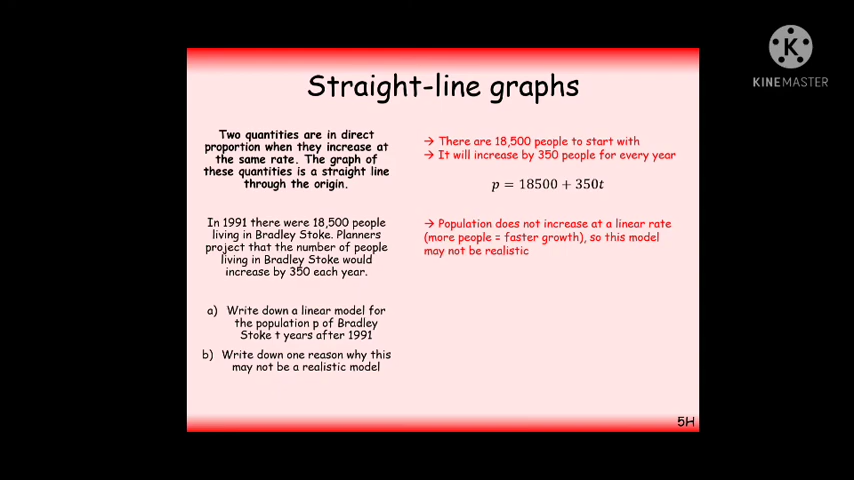 K
KINEMASTER
Straight-line graphs
Two quantities are in direct
proportion when they increase at
the same rate. The graph of
these quantities is a straight line
through the origin.
In 1991 there were 18,500 people
living in Bradley Stoke. Planners
project that the number of people
living in Bradley Stoke would
increase by 350 each year.
a) Write down a linear model for
the population p of Bradley
Stoke t years after 1991
b) Write down one reason why this
may not be a realistic model
→ There are 18,500 people to start with
→ It will increase by 350 people for every year
p = 18500 + 350t
→ Population does not increase at a linear rate
(more people = faster growth), so this model
may not be realistic
5H